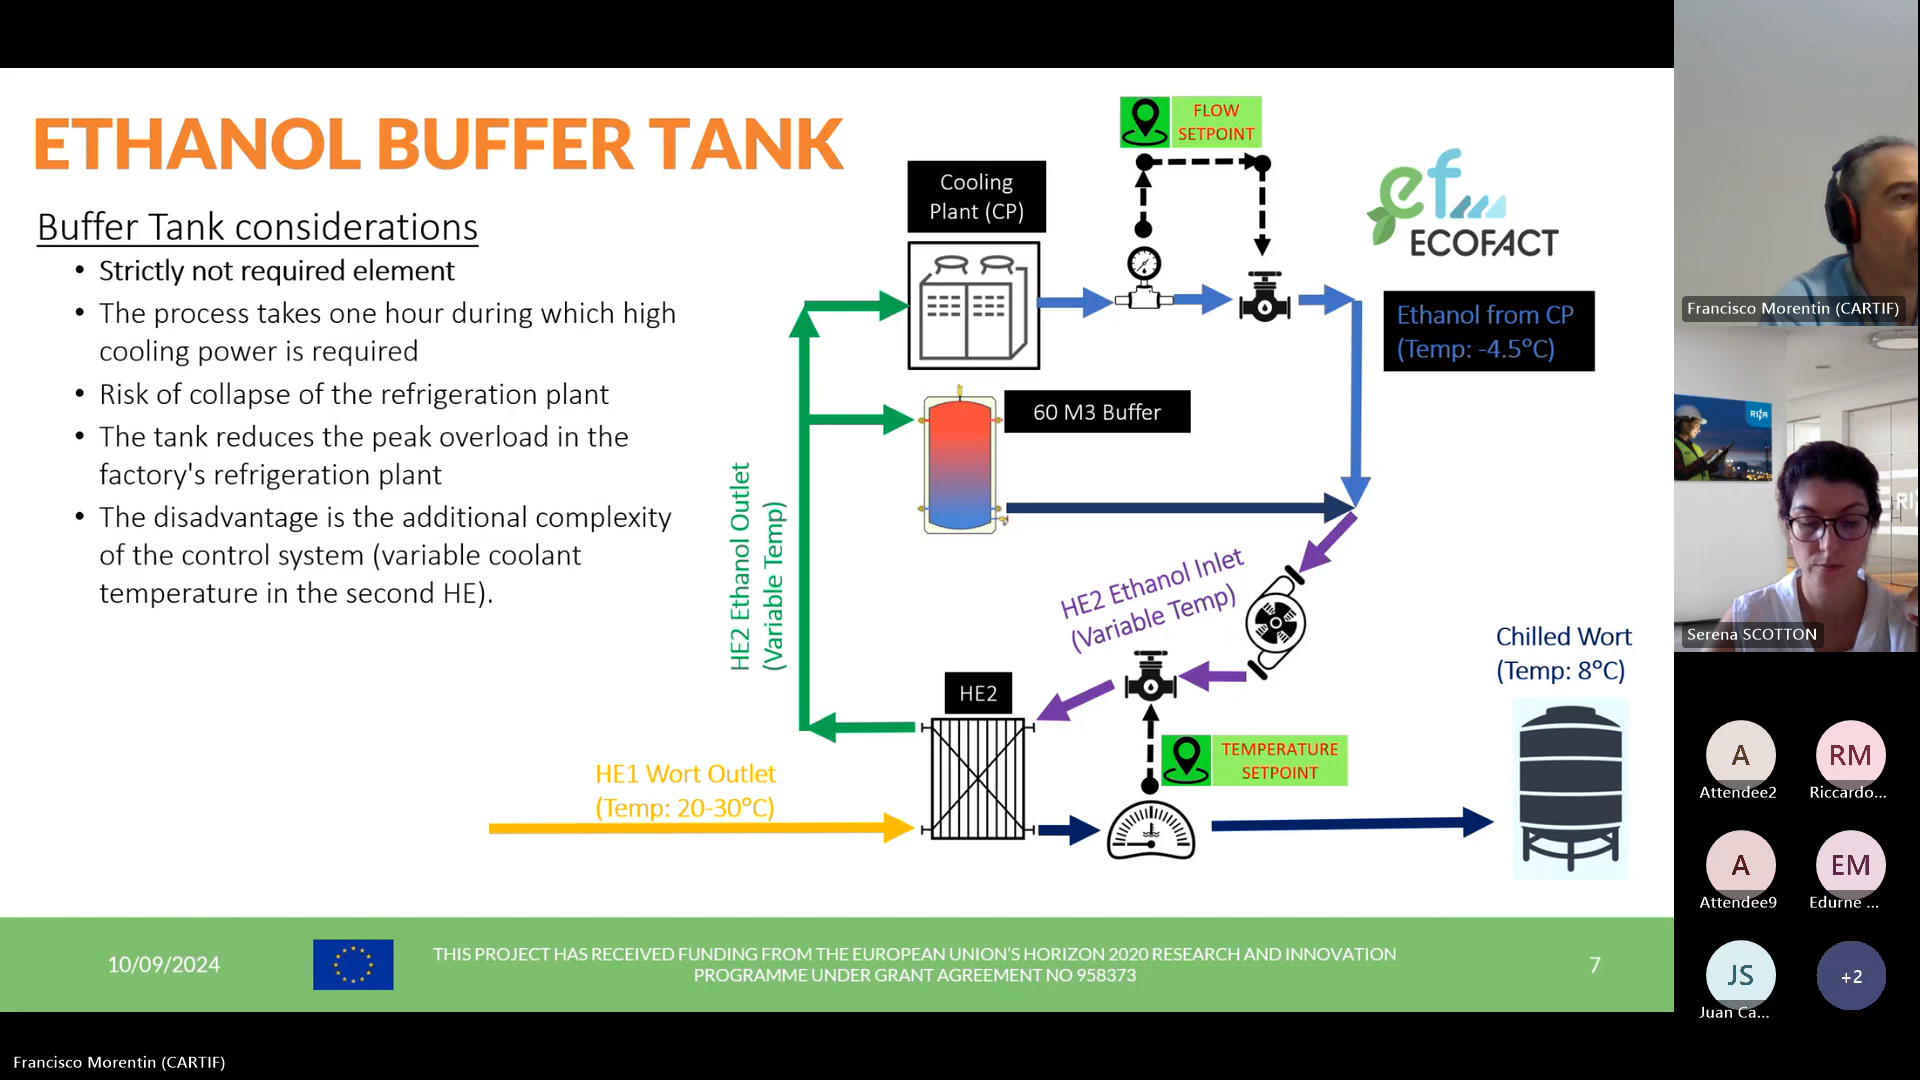 ETHANOL BUFFER TANK
Buffer Tank considerations
• Strictly not required element
• The process takes one hour during which high
cooling power is required
• Risk of collapse of the refrigeration plant
• The tank reduces the peak overload in the
factory's refrigeration plant
• The disadvantage is the additional complexity
of the control system (variable coolant
temperature in the second HE).
FLOW
SETPOINT
Cooling
Plant (CP)
ef
ECOFACT
Ethanol from CP
(Temp: -4.5°C)
60 M3 Buffer
HE2 Ethanol Outlet
(Variable Temp)
HE2 Ethanol Inlet
(Variable Temp)
Chilled Wort
(Temp: 8°C)
HE2
TEMPERATURE
SETPOINT
HE1 Wort Outlet
(Temp: 20-30°C)
10/09/2024
THIS PROJECT HAS RECEIVED FUNDING FROM THE EUROPEAN UNION'S HORIZON 2020 RESEARCH AND INNOVATION
PROGRAMME UNDER GRANT AGREEMENT NO 958373
7
Francisco Morentin (CARTIF)
Francisco Morentin (CARTIF)
RINA
Serena SCOTTON
A
Attendee2
RM
Riccardo...
A
Attendee9
EM
Edurne ...
JS
Juan Ca...
+2